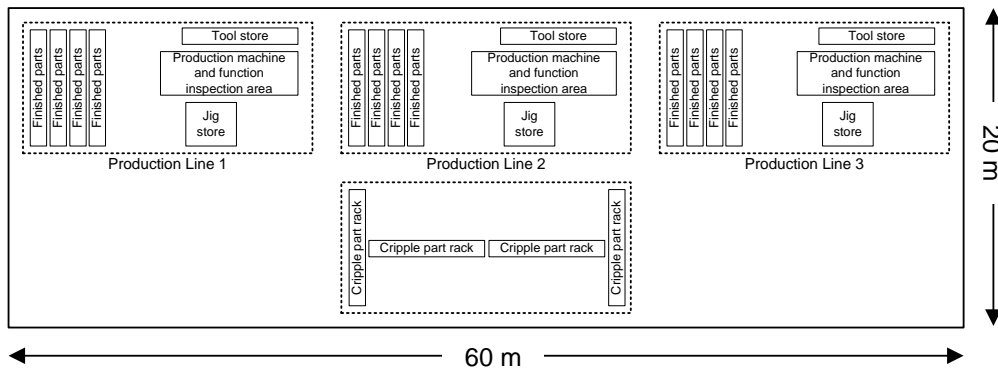 Finished parts
Finished parts
Finished parts
Finished parts
Tool store
Production machine
and function
inspection area
Jig
store
Production Line 1
Finished parts
Finished parts
Finished parts
Finished parts
Tool store
Production machine
and function
inspection area
Jig
store
Production Line 2
Finished parts
Finished parts
Finished parts
Finished parts
Tool store
Production machine
and function
inspection area
Jig
store
Production Line 3
Cripple part rack
Cripple part rack
Cripple part rack
Cripple part rack
20 m
60 m